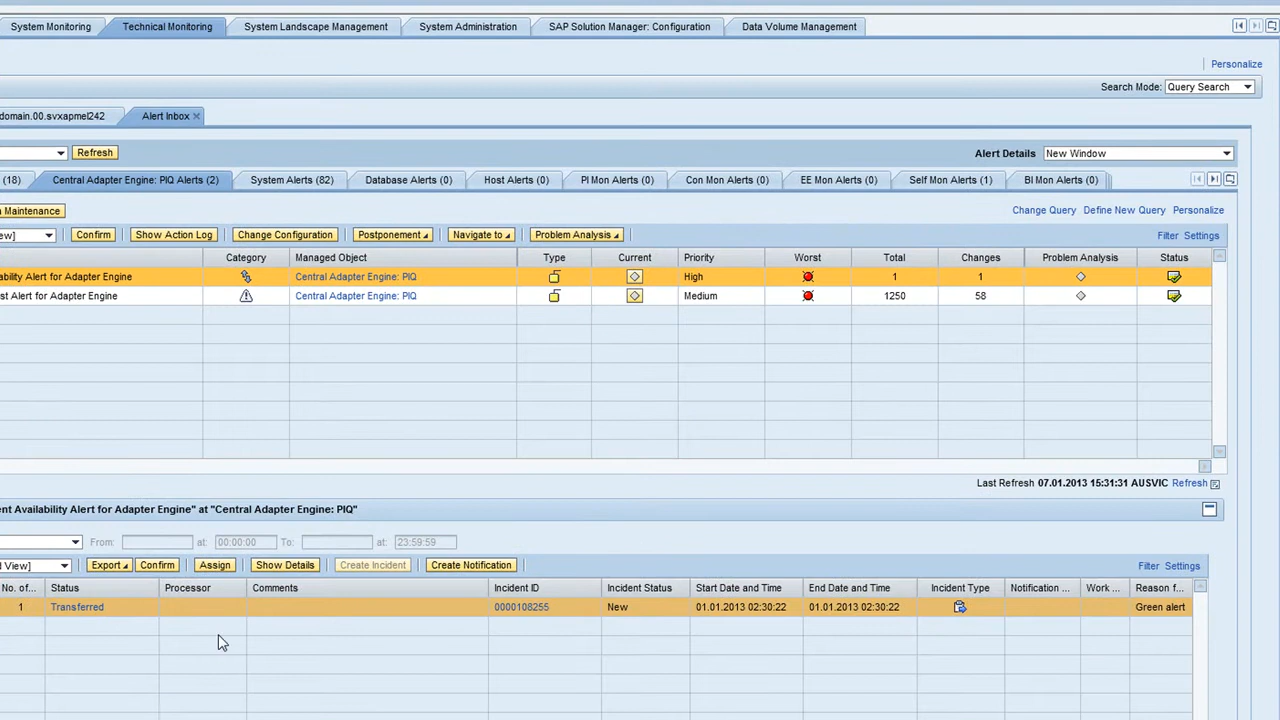 System Monitoring Technical Monitoring System Landscape Management System Administration SAP Solution Manager: Configuration Data Volume Management
Personalize
Search Mode: Query Search
domain.00.svxapmel242 Alert Inbox
Refresh Alert Details New Window
(18) Central Adapter Engine: PIQ Alerts (2) System Alerts (82) Database Alerts (0) Host Alerts (0) PI Mon Alerts (0) Con Mon Alerts (0) EE Mon Alerts (0) Self Mon Alerts (1) BI Mon Alerts (0)
n Maintenance Change Query Define New Query Personalize
iew] Confirm Show Action Log Change Configuration Postponement Navigate to Problem Analysis Filter Settings
Category Managed Object Type Current Priority Worst Total Changes Problem Analysis Status
ability Alert for Adapter Engine Central Adapter Engine: PIQ High 1 1
st Alert for Adapter Engine Central Adapter Engine: PIQ Medium 1250 58
Last Refresh 07.01.2013 15:31:31 AUSVIC Refresh
ent Availability Alert for Adapter Engine" at "Central Adapter Engine: PIQ"
From: at: 00:00:00 To: at: 23:59:59
d View] Export Confirm Assign Show Details Create Incident Create Notification Filter Settings
No. of... Status Processor Comments Incident ID Incident Status Start Date and Time End Date and Time Incident Type Notification ... Work ... Reason f...
1 Transferred 0000108255 New 01.01.2013 02:30:22 01.01.2013 02:30:22 Green alert